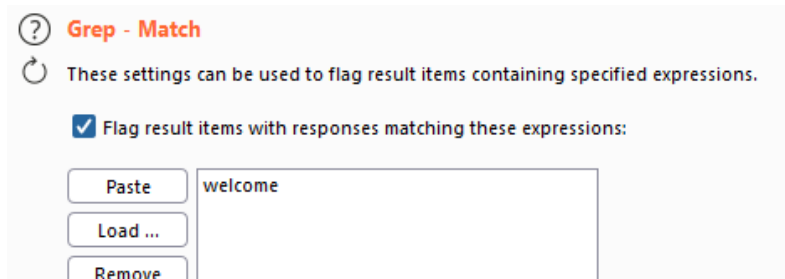 Grep - Match
These settings can be used to flag result items containing specified expressions.
Flag result items with responses matching these expressions:
Paste
welcome
Load ...
Remove